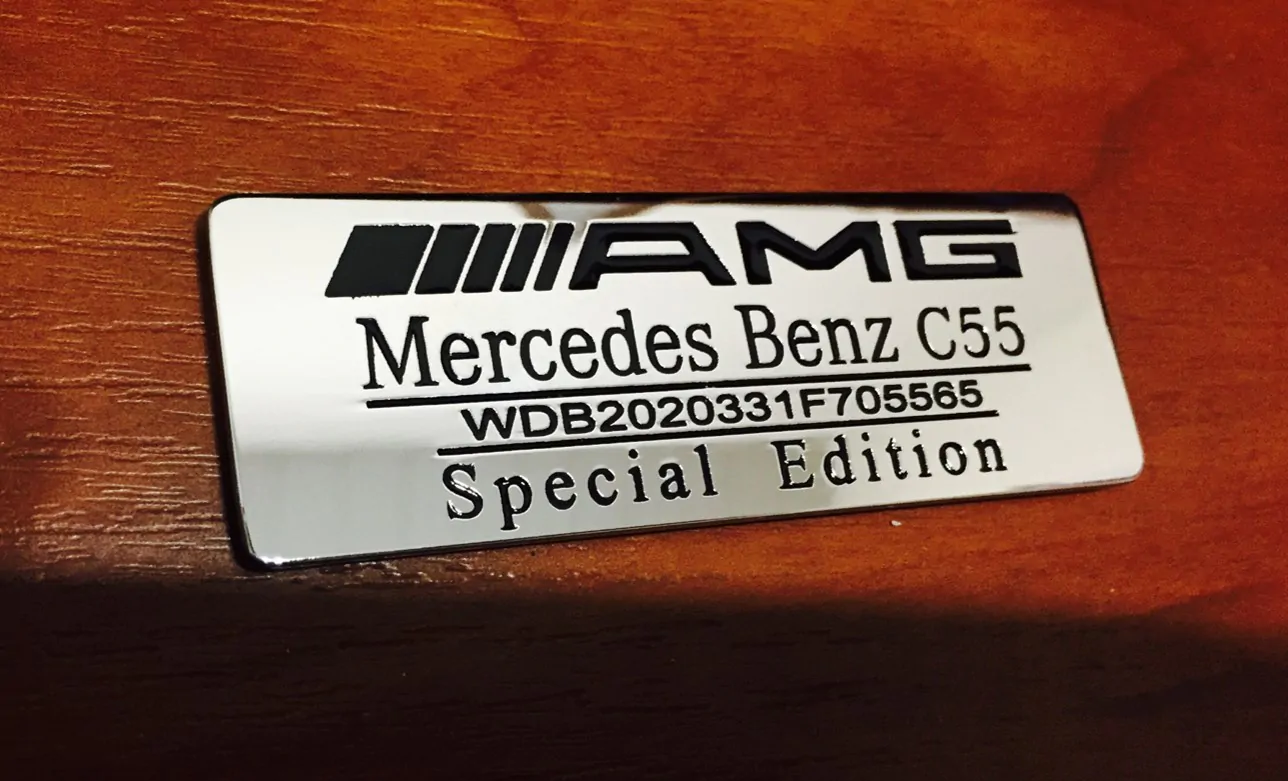 AMG
Mercedes Benz C55
WDB2020331F705565
Special Edition